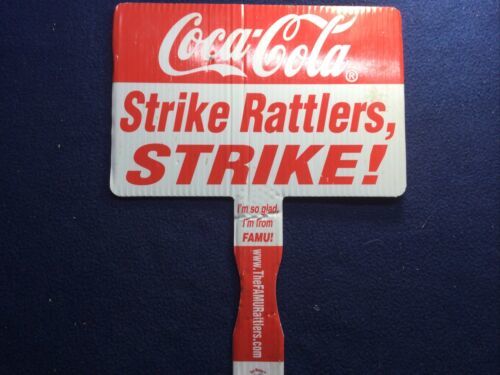 Coca-Cola ®
Strike Rattlers,
STRIKE!
I'm so glad,
I'm from
FAMU!
www.TheFAMURattlers.com